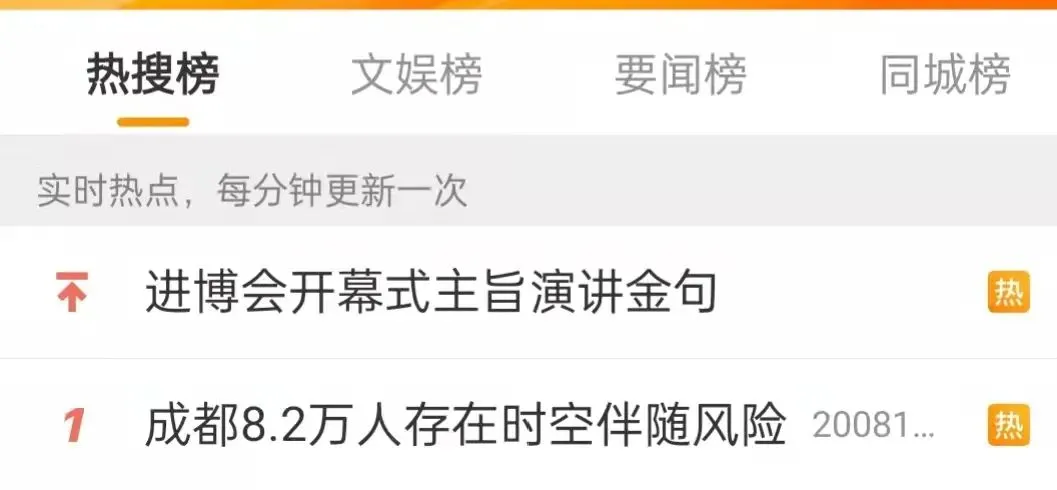 热搜榜 文娱榜 要闻榜 同城榜
实时热点，每分钟更新一次
进博会开幕式主旨演讲金句 热
1 成都8.2万人存在时空伴随风险 20081... 热